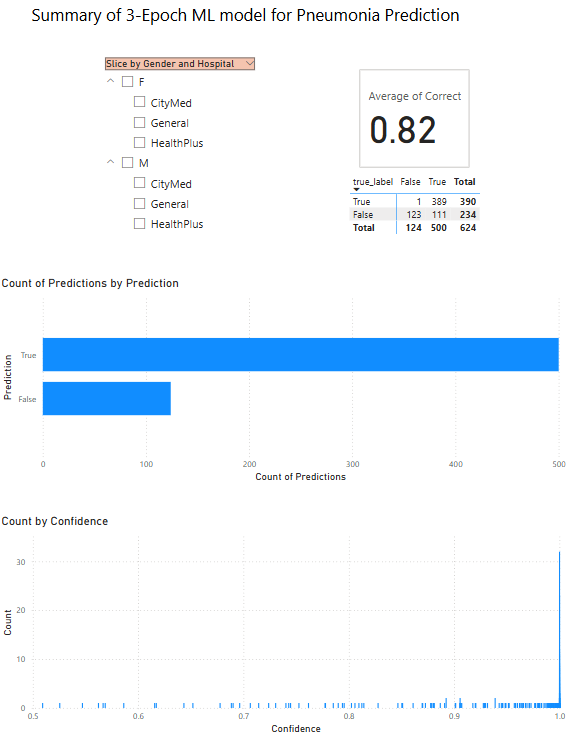 Summary of 3-Epoch ML model for Pneumonia Prediction
Slice by Gender and Hospital
F
CityMed
General
HealthPlus
M
CityMed
General
HealthPlus
Average of Correct
0.82
true_label False True Total
True 1 389 390
False 123 111 234
Total 124 500 624
Count of Predictions by Prediction
Prediction
True
False
0 100 200 300 400 500
Count of Predictions
Count by Confidence
Count
30
20
10
0
0.5 0.6 0.7 0.8 0.9 1.0
Confidence